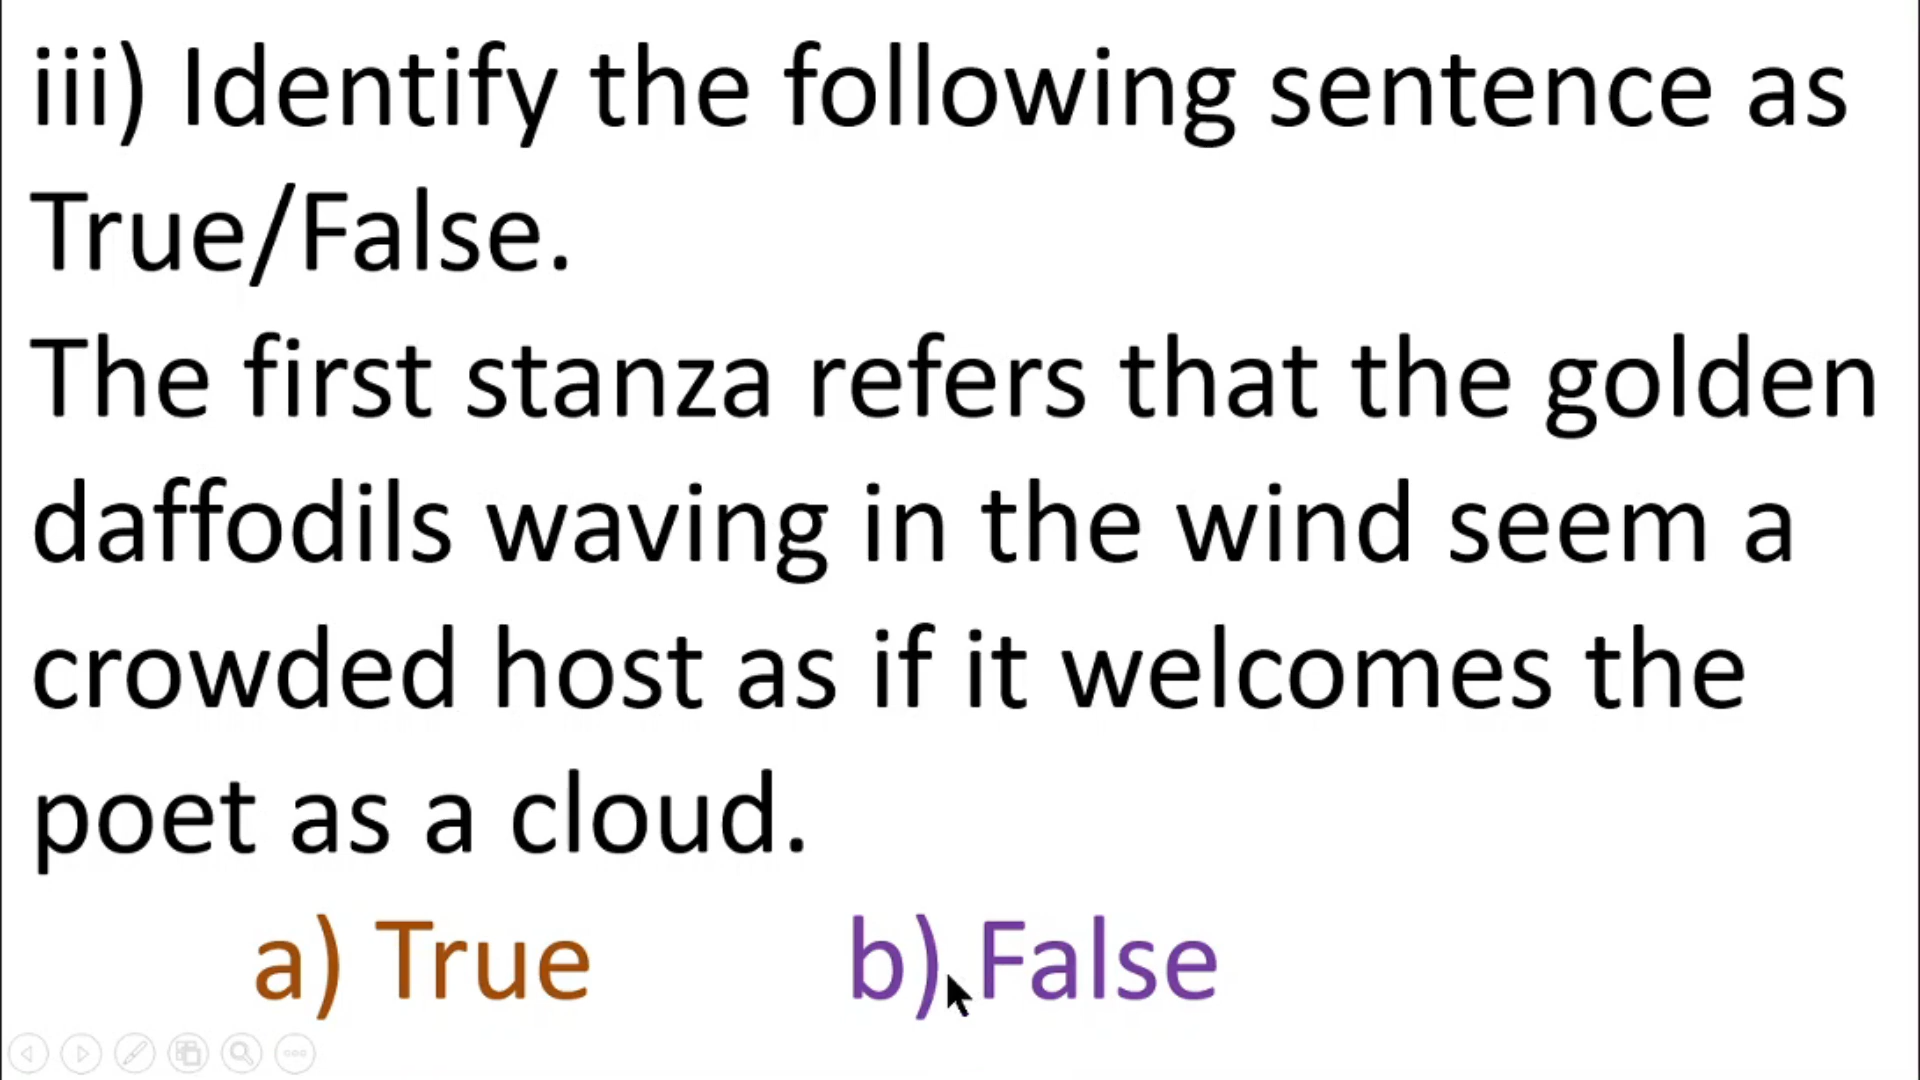 iii) Identify the following sentence as
True/False.
The first stanza refers that the golden
daffodils waving in the wind seem a
crowded host as if it welcomes the
poet as a cloud.
a) True b) False